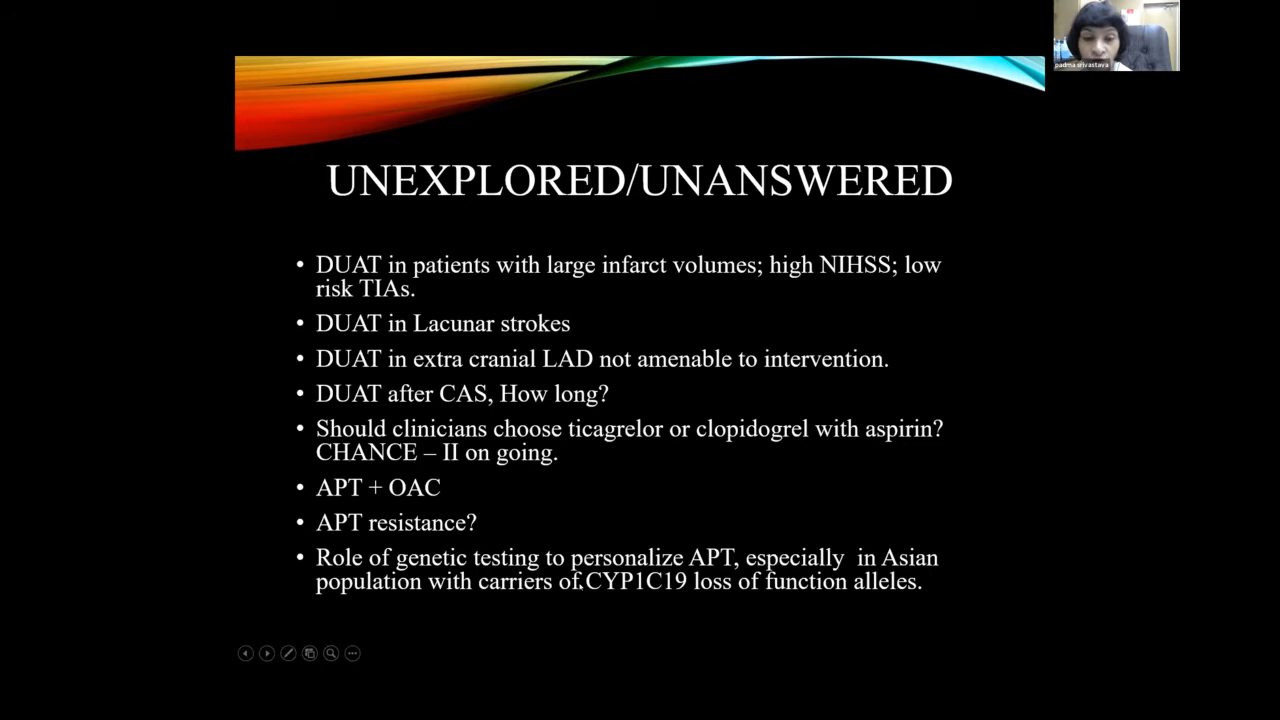 padma srivastava
UNEXPLORED/UNANSWERED
• DUAT in patients with large infarct volumes; high NIHSS; low
risk TIAs.
• DUAT in Lacunar strokes
• DUAT in extra cranial LAD not amenable to intervention.
• DUAT after CAS, How long?
• Should clinicians choose ticagrelor or clopidogrel with aspirin?
CHANCE – II on going.
• APT + OAC
• APT resistance?
• Role of genetic testing to personalize APT, especially in Asian
population with carriers of CYP1C19 loss of function alleles.